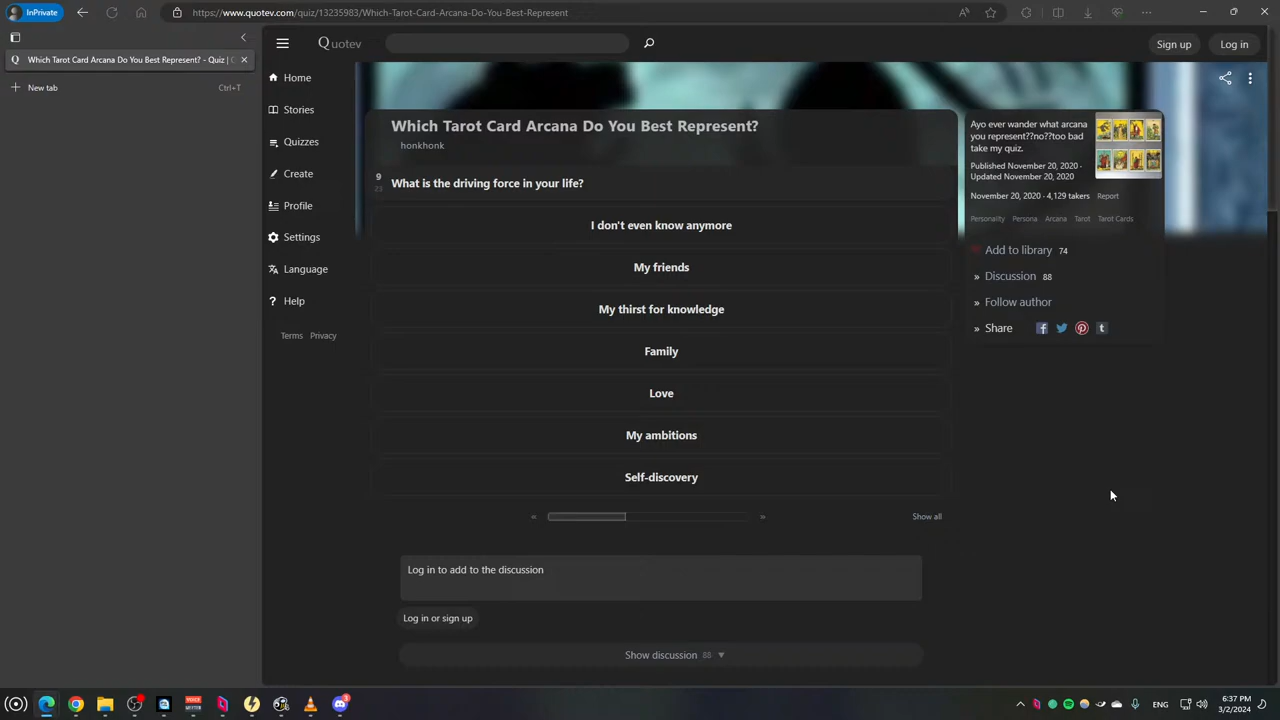 InPrivate
https://www.quotev.com/quiz/13235983/Which-Tarot-Card-Arcana-Do-You-Best-Represent
Which Tarot Card Arcana Do You Best Represent? - Quiz |
New tab
Ctrl+T
Quotev
Sign up
Log in
Home
Stories
Quizzes
Create
Profile
Settings
Language
Help
Terms Privacy
Which Tarot Card Arcana Do You Best Represent?
honkhonk
9
23
What is the driving force in your life?
I don't even know anymore
My friends
My thirst for knowledge
Family
Love
My ambitions
Self-discovery
« » Show all
Log in to add to the discussion
Log in or sign up
Show discussion 88 ▼
Ayo ever wander what arcana
you represent??no??too bad
take my quiz.
Published November 20, 2020 ·
Updated November 20, 2020
November 20, 2020 · 4,129 takers Report
Personality Persona Arcana Tarot Tarot Cards
Add to library 74
» Discussion 88
» Follow author
» Share
ENG
6:37 PM
3/2/2024